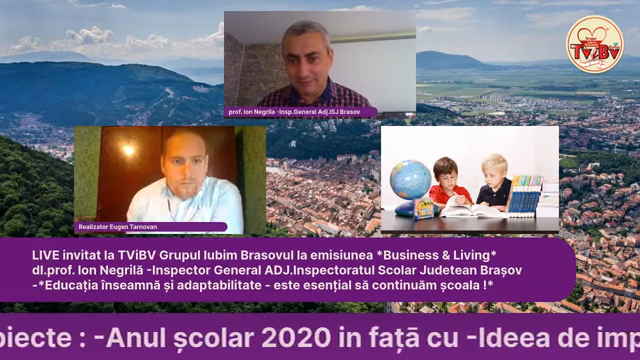 TViBV
prof. Ion Negrila -Insp.General Adj.ISJ Brasov
Realizator Eugen Tarnovan
LIVE invitat la TViBV Grupul Iubim Brasovul la emisiunea *Business & Living*
dl.prof. Ion Negrilă -Inspector General ADJ.Inspectoratul Scolar Judetean Brașov
-*Educația înseamnă și adaptabilitate - este esențial să continuăm școala !*
oiecte : -Anul școlar 2020 in față cu -Ideea de imp